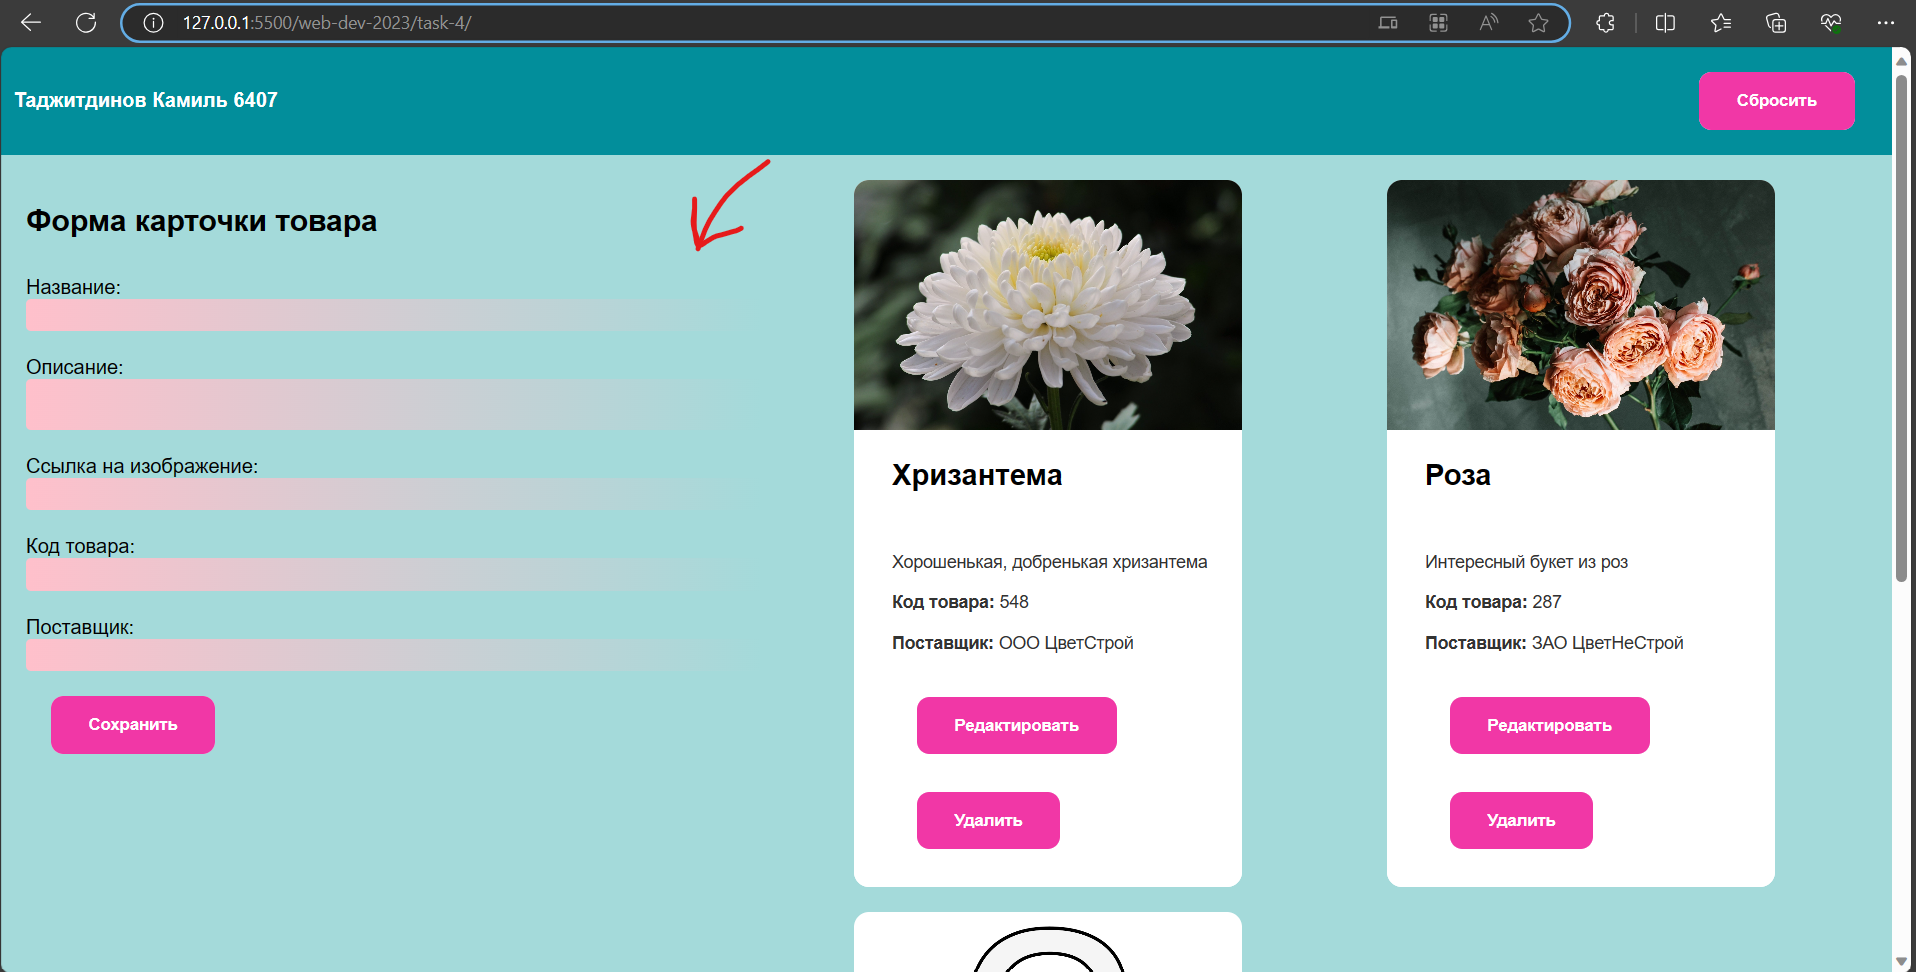 127.0.0.1:5500/web-dev-2023/task-4/
Таджитдинов Камиль 6407
Сбросить
Форма карточки товара
Название:
Описание:
Ссылка на изображение:
Код товара:
Поставщик:
Сохранить
Хризантема
Хорошенькая, добренькая хризантема
Код товара: 548
Поставщик: ООО ЦветСтрой
Редактировать
Удалить
Роза
Интересный букет из роз
Код товара: 287
Поставщик: ЗАО ЦветНеСтрой
Редактировать
Удалить